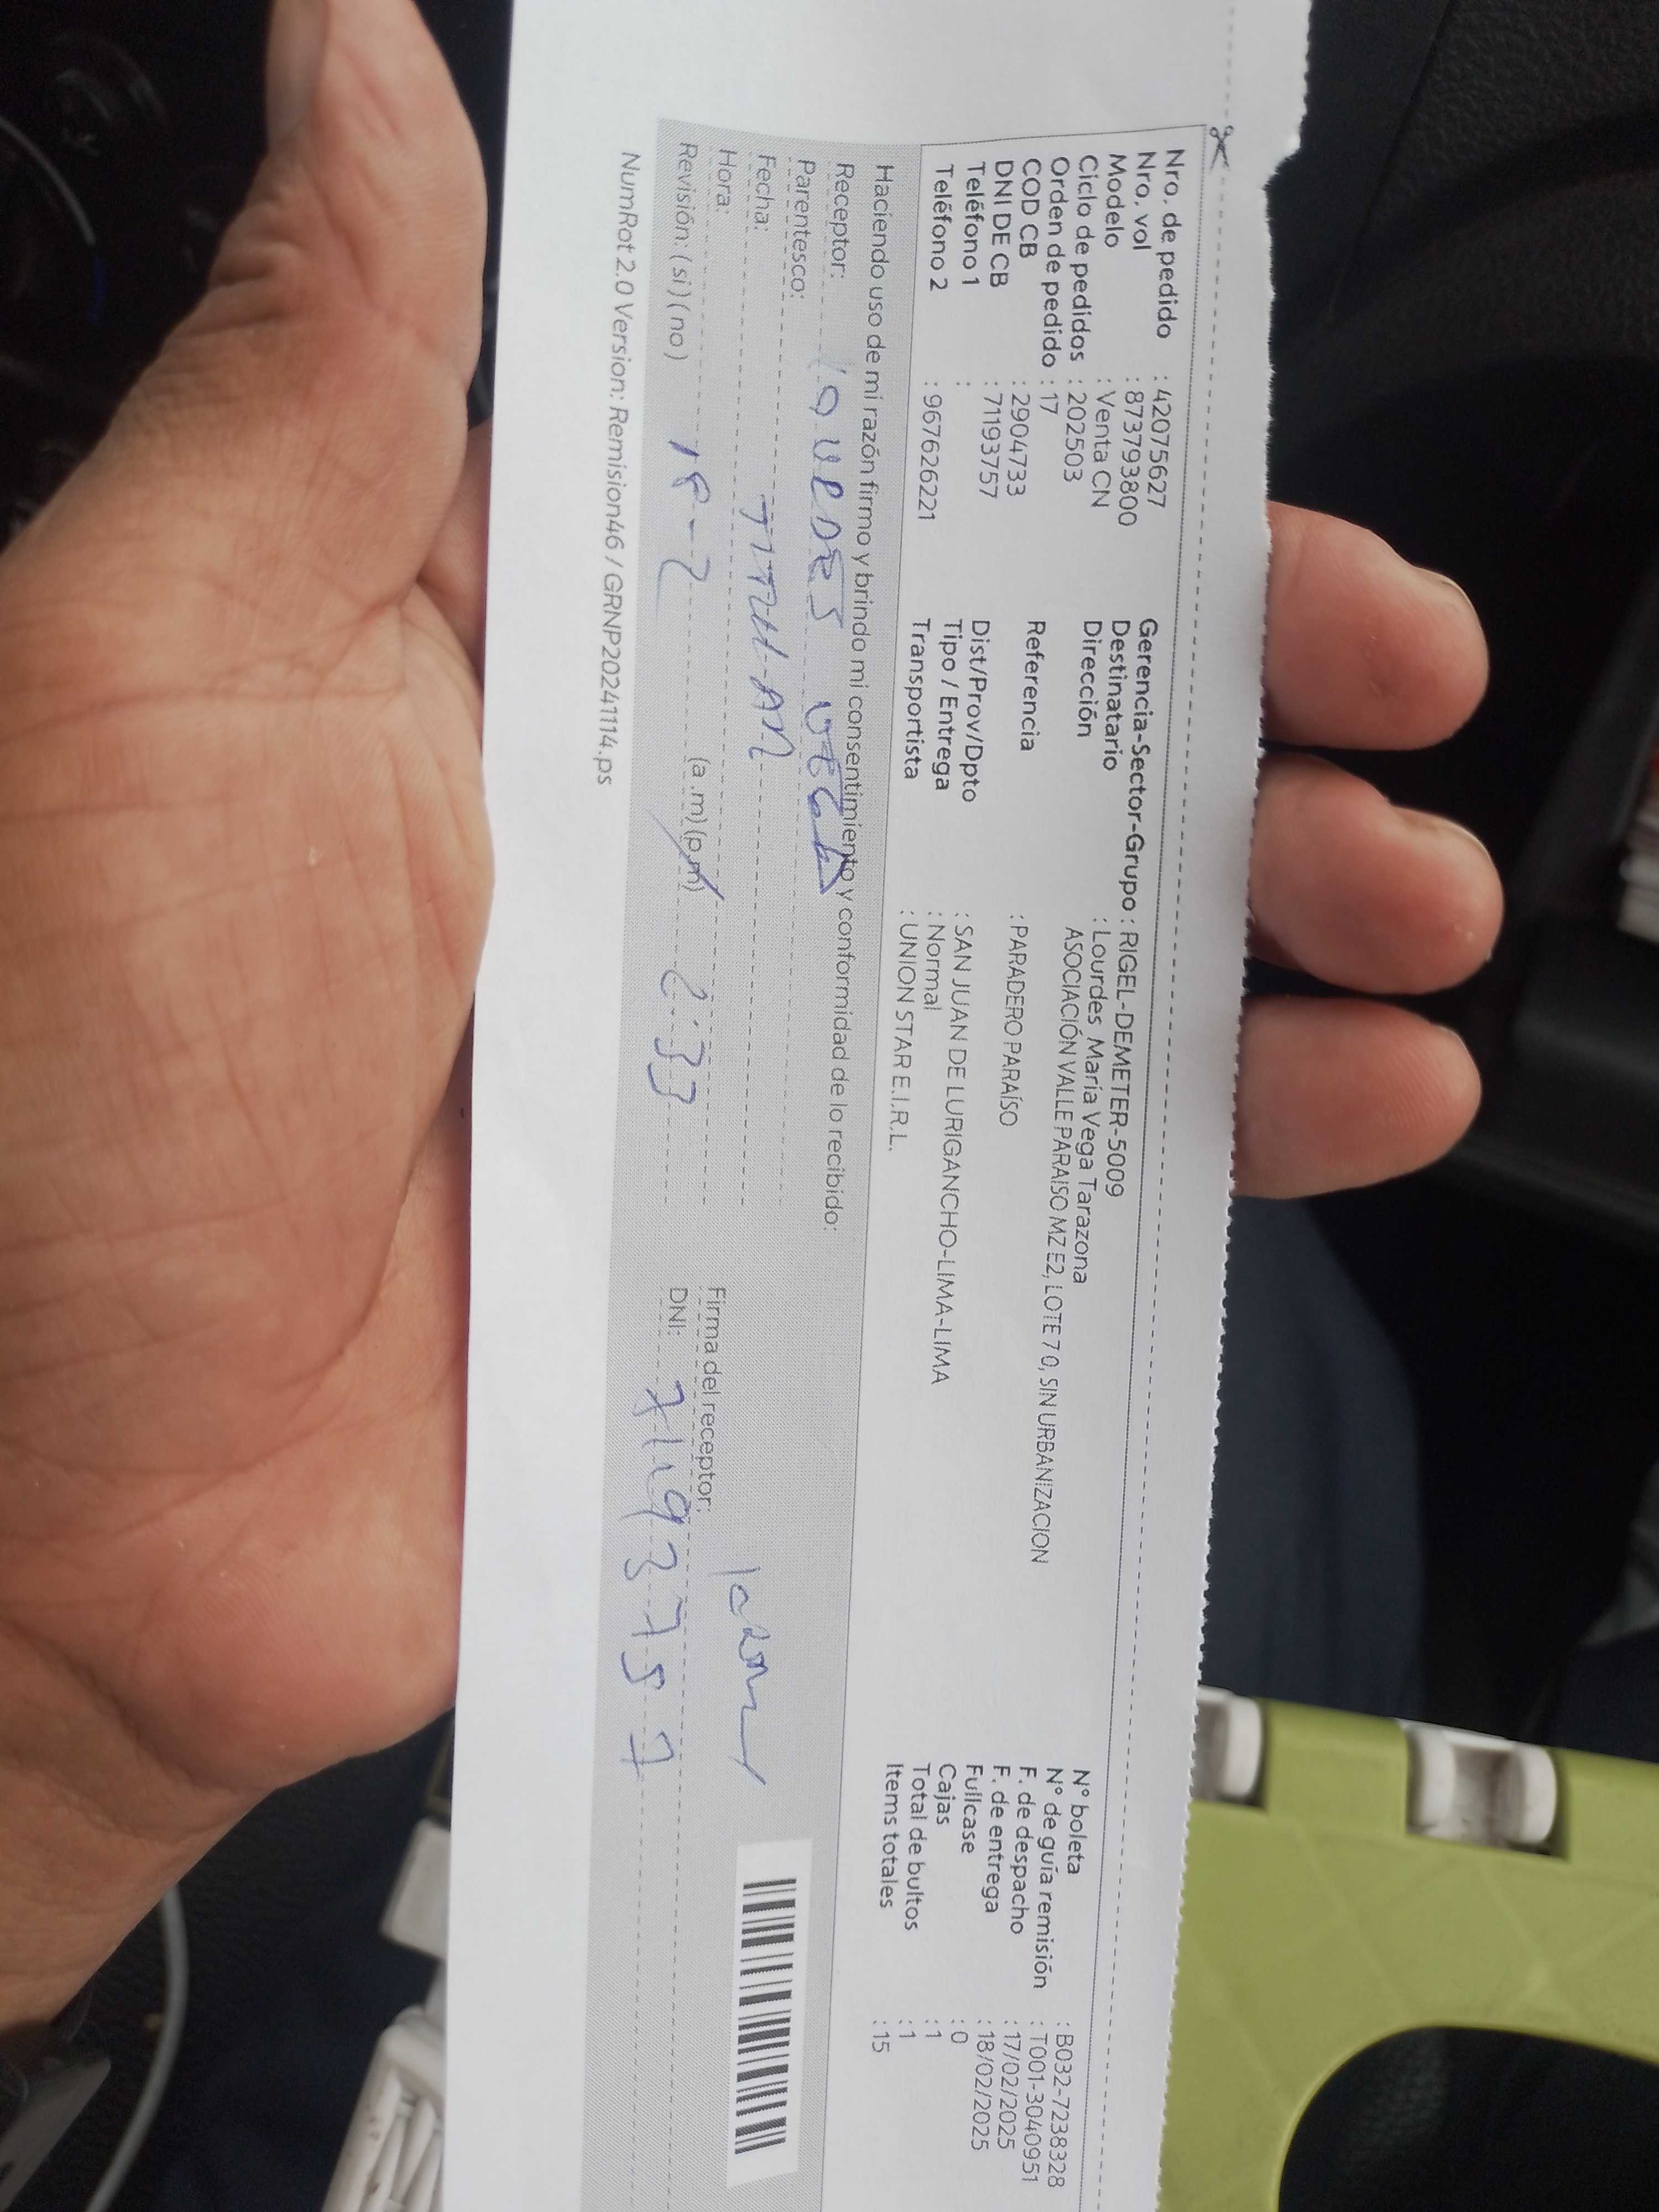 Nro. de pedido : 42075627
Nro. vol : 873793800
Modelo : Venta CN
Ciclo de pedidos : 202503
Orden de pedido : 17
COD CB : 2904733
DNI DE CB : 71193757
Teléfono 1 :
Teléfono 2 : 967626221
Gerencia-Sector-Grupo : RIGEL-DEMETER-5009
Destinatario : Lourdes María Vega Tarazona
Dirección ASOCIACIÓN VALLE PARAISO MZ E2, LOTE 7 0, SIN URBANIZACION
Referencia : PARADERO PARAÍSO
Dist/Prov/Dpto : SAN JUAN DE LURIGANCHO-LIMA-LIMA
Tipo / Entrega : Normal
Transportista : UNION STAR E.I.R.L.
N° boleta : B032-7238328
N° de guía remisión : T001-3040951
F. de despacho : 17/02/2025
F. de entrega : 18/02/2025
Fullcase : 0
Cajas : 1
Total de bultos : 1
Items totales : 15
Haciendo uso de mi razón firmo y brindo mi consentimiento y conformidad de lo recibido:
Receptor: lourdes vega
Parentesco: TITULAR
Fecha: 18-2
Hora: (a.m) (p.m) 2:33
Revisión: (si) (no)
Firma del receptor:
DNI: 71193757
NumRot 2.0 Version: Remision46 / GRNP20241114.ps